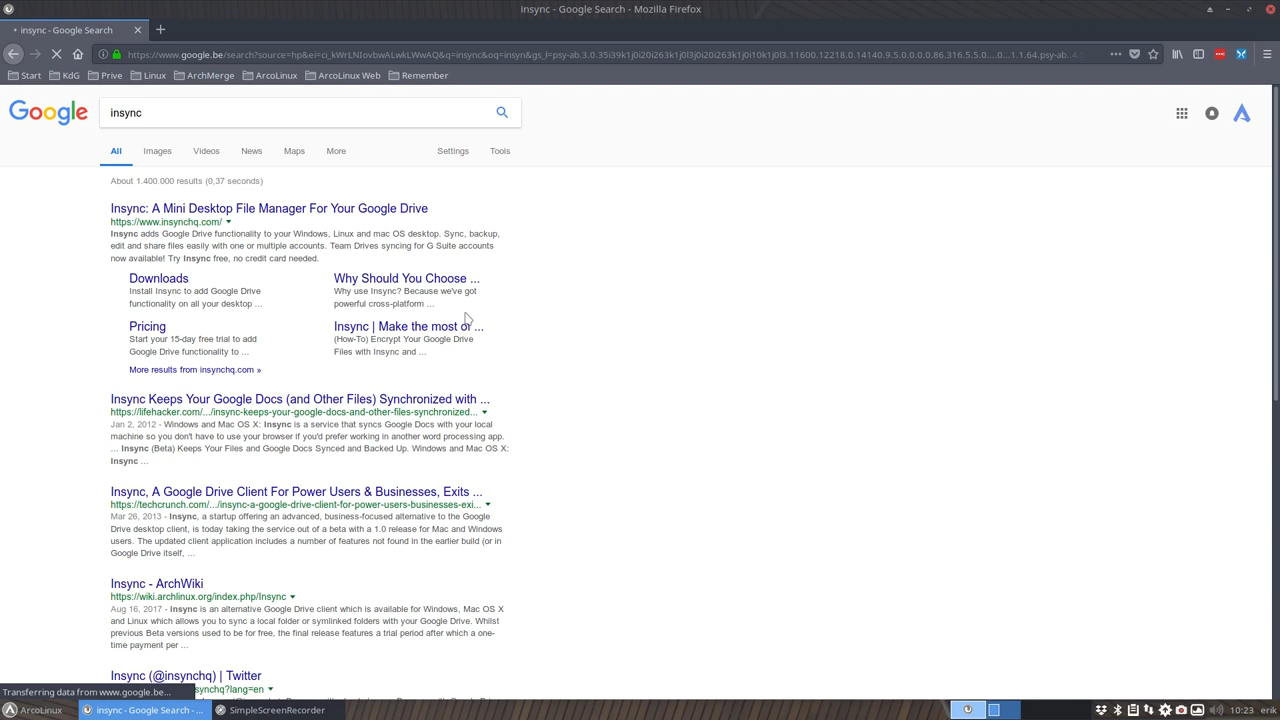 insync - Google Search - Mozilla Firefox
insync - Google Search
https://www.google.be/search?source=hp&ei=ci_kWrLNIovbwALwkLWwAQ&q=insync&oq=insyn&gs_l=psy-ab.3.0.35i39k1j0i20i263k1j0l3j0i20i263k1j0i10k1j0l3.11600.12218.0.14140.9.5.0.0.0.0.86.316.5.5.0....0...1.1.64.psy-ab..4.
Start
KdG
Prive
Linux
ArchMerge
ArcoLinux
ArcoLinux Web
Remember
Google
insync
All
Images
Videos
News
Maps
More
Settings
Tools
About 1.400.000 results (0,37 seconds)
Insync: A Mini Desktop File Manager For Your Google Drive
https://www.insynchq.com/
Insync adds Google Drive functionality to your Windows, Linux and mac OS desktop. Sync, backup,
edit and share files easily with one or multiple accounts. Team Drives syncing for G Suite accounts
now available! Try Insync free, no credit card needed.
Downloads
Install Insync to add Google Drive
functionality on all your desktop ...
Why Should You Choose ...
Why use Insync? Because we've got
powerful cross-platform ...
Pricing
Start your 15-day free trial to add
Google Drive functionality to ...
Insync | Make the most of ...
(How-To) Encrypt Your Google Drive
Files with Insync and ...
More results from insynchq.com »
Insync Keeps Your Google Docs (and Other Files) Synchronized with ...
https://lifehacker.com/.../insync-keeps-your-google-docs-and-other-files-synchronized...
Jan 2, 2012 - Windows and Mac OS X: Insync is a service that syncs Google Docs with your local
machine so you don't have to use your browser if you'd prefer working in another word processing app.
... Insync (Beta) Keeps Your Files and Google Docs Synced and Backed Up. Windows and Mac OS X:
Insync ...
Insync, A Google Drive Client For Power Users & Businesses, Exits ...
https://techcrunch.com/.../insync-a-google-drive-client-for-power-users-businesses-exi...
Mar 26, 2013 - Insync, a startup offering an advanced, business-focused alternative to the Google
Drive desktop client, is today taking the service out of a beta with a 1.0 release for Mac and Windows
users. The updated client application includes a number of features not found in the earlier build (or in
Google Drive itself, ...
Insync - ArchWiki
https://wiki.archlinux.org/index.php/Insync
Aug 16, 2017 - insync is an alternative Google Drive client which is available for Windows, Mac OS X
and Linux which allows you to sync a local folder or symlinked folders with your Google Drive. Whilst
previous Beta versions used to be for free, the final release features a trial period after which a one-
time payment per ...
Insync (@insynchq) | Twitter
synchq?lang=en
Transferring data from www.google.be...
ArcoLinux
insync - Google Search - ...
SimpleScreenRecorder
10:23
erik